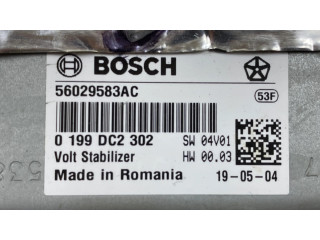 BOSCH
56029583AC
53F
0 199 DC2 302 SW 04V01
Volt Stabilizer HW 00.03
Made in Romania 19-05-04